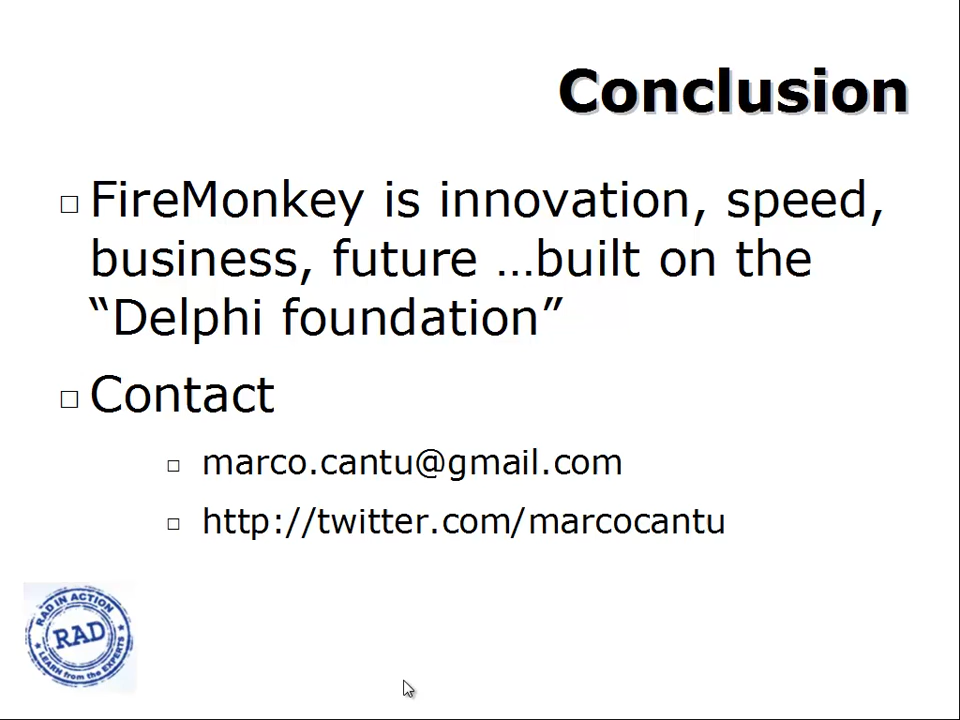 Conclusion
FireMonkey is innovation, speed,
business, future …built on the
“Delphi foundation”
Contact
marco.cantu@gmail.com
http://twitter.com/marcocantu
RAD IN ACTION
RAD
LEARN from the EXPERTS